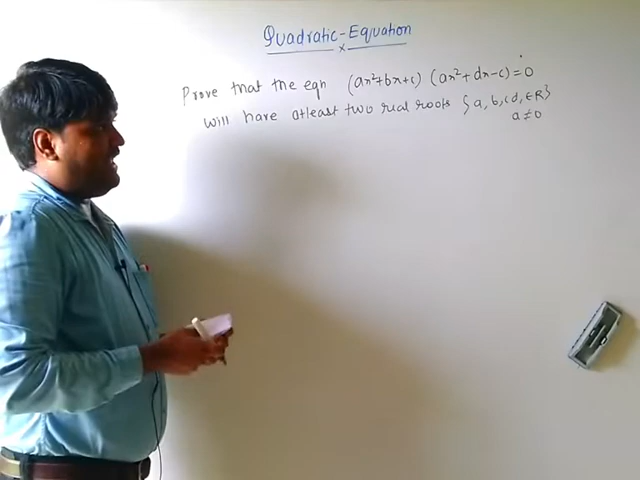 Quadratic-Equation
x
Prove that the eqn (ax²+bx+c) (ax²+dx-c)=0
will have atleast two real roots {a, b, c, d, ∈ R}
a≠0